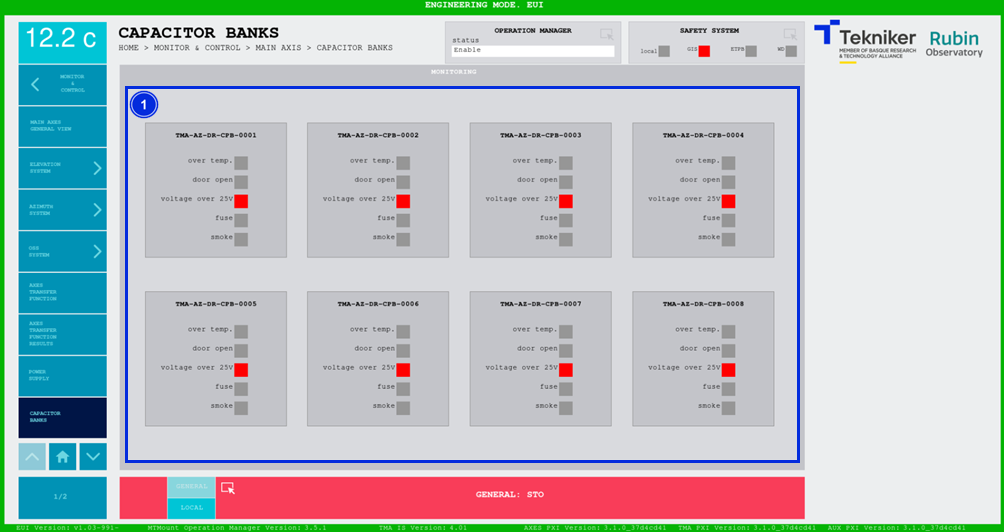 ENGINEERING MODE. EUI
12.2 c
CAPACITOR BANKS
HOME > MONITOR & CONTROL > MAIN AXIS > CAPACITOR BANKS
OPERATION MANAGER
status
Enable
SAFETY SYSTEM
local
GIS
ETPB
WD
Tekniker
MEMBER OF BASQUE RESEARCH
& TECHNOLOGY ALLIANCE
Rubin
Observatory
MONITOR
&
CONTROL
MAIN AXES
GENERAL VIEW
ELEVATION
SYSTEM
AZIMUTH
SYSTEM
OSS
SYSTEM
AXES
TRANSFER
FUNCTION
AXES
TRANSFER
FUNCTION
RESULTS
POWER
SUPPLY
CAPACITOR
BANKS
1/2
MONITORING
1
TMA-AZ-DR-CPB-0001
over temp.
door open
voltage over 25V
fuse
smoke
TMA-AZ-DR-CPB-0002
over temp.
door open
voltage over 25V
fuse
smoke
TMA-AZ-DR-CPB-0003
over temp.
door open
voltage over 25V
fuse
smoke
TMA-AZ-DR-CPB-0004
over temp.
door open
voltage over 25V
fuse
smoke
TMA-AZ-DR-CPB-0005
over temp.
door open
voltage over 25V
fuse
smoke
TMA-AZ-DR-CPB-0006
over temp.
door open
voltage over 25V
fuse
smoke
TMA-AZ-DR-CPB-0007
over temp.
door open
voltage over 25V
fuse
smoke
TMA-AZ-DR-CPB-0008
over temp.
door open
voltage over 25V
fuse
smoke
GENERAL
LOCAL
GENERAL: STO
EUI Version: v1.03-991- MTMount Operation Manager Version: 3.5.1 TMA IS Version: 4.01 AXES PXI Version: 3.1.0_37d4cd41 TMA PXI Version: 3.1.0_37d4cd41 AUX PXI Version: 3.1.0_37d4cd41